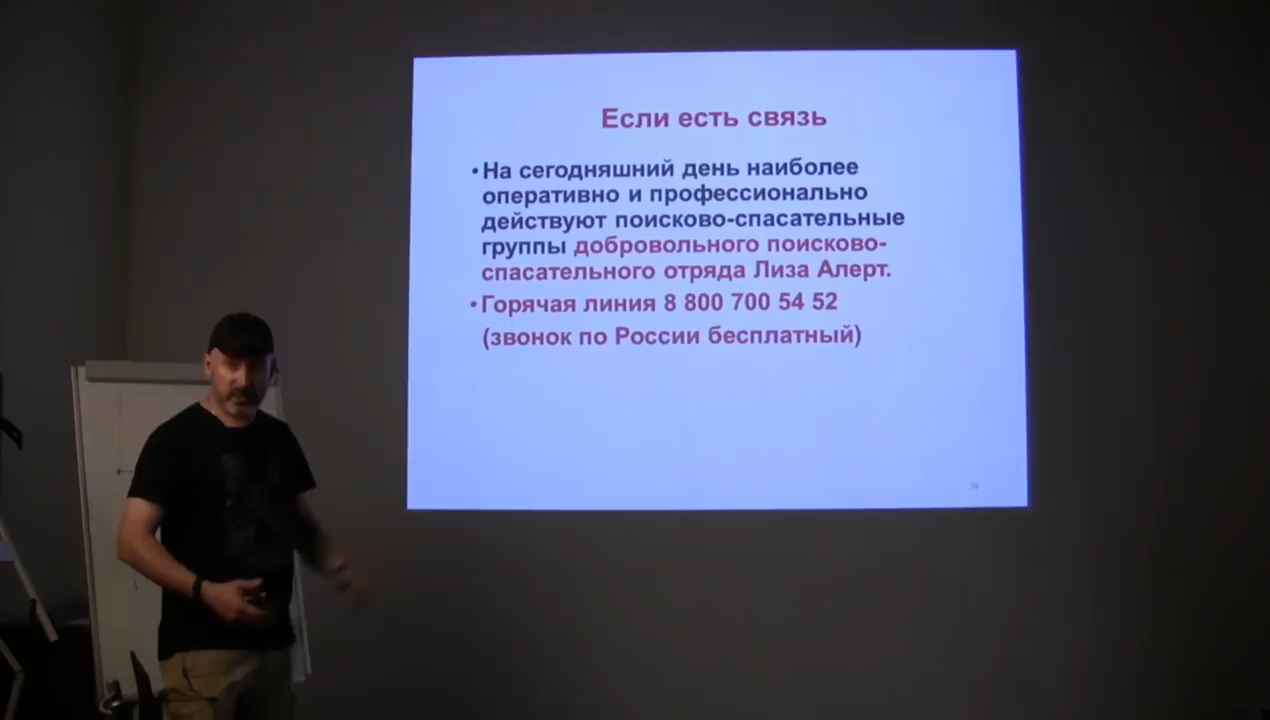 Если есть связь
•На сегодняшний день наиболее
оперативно и профессионально
действуют поисково-спасательные
группы добровольного поисково-
спасательного отряда Лиза Алерт.
•Горячая линия 8 800 700 54 52
(звонок по России бесплатный)